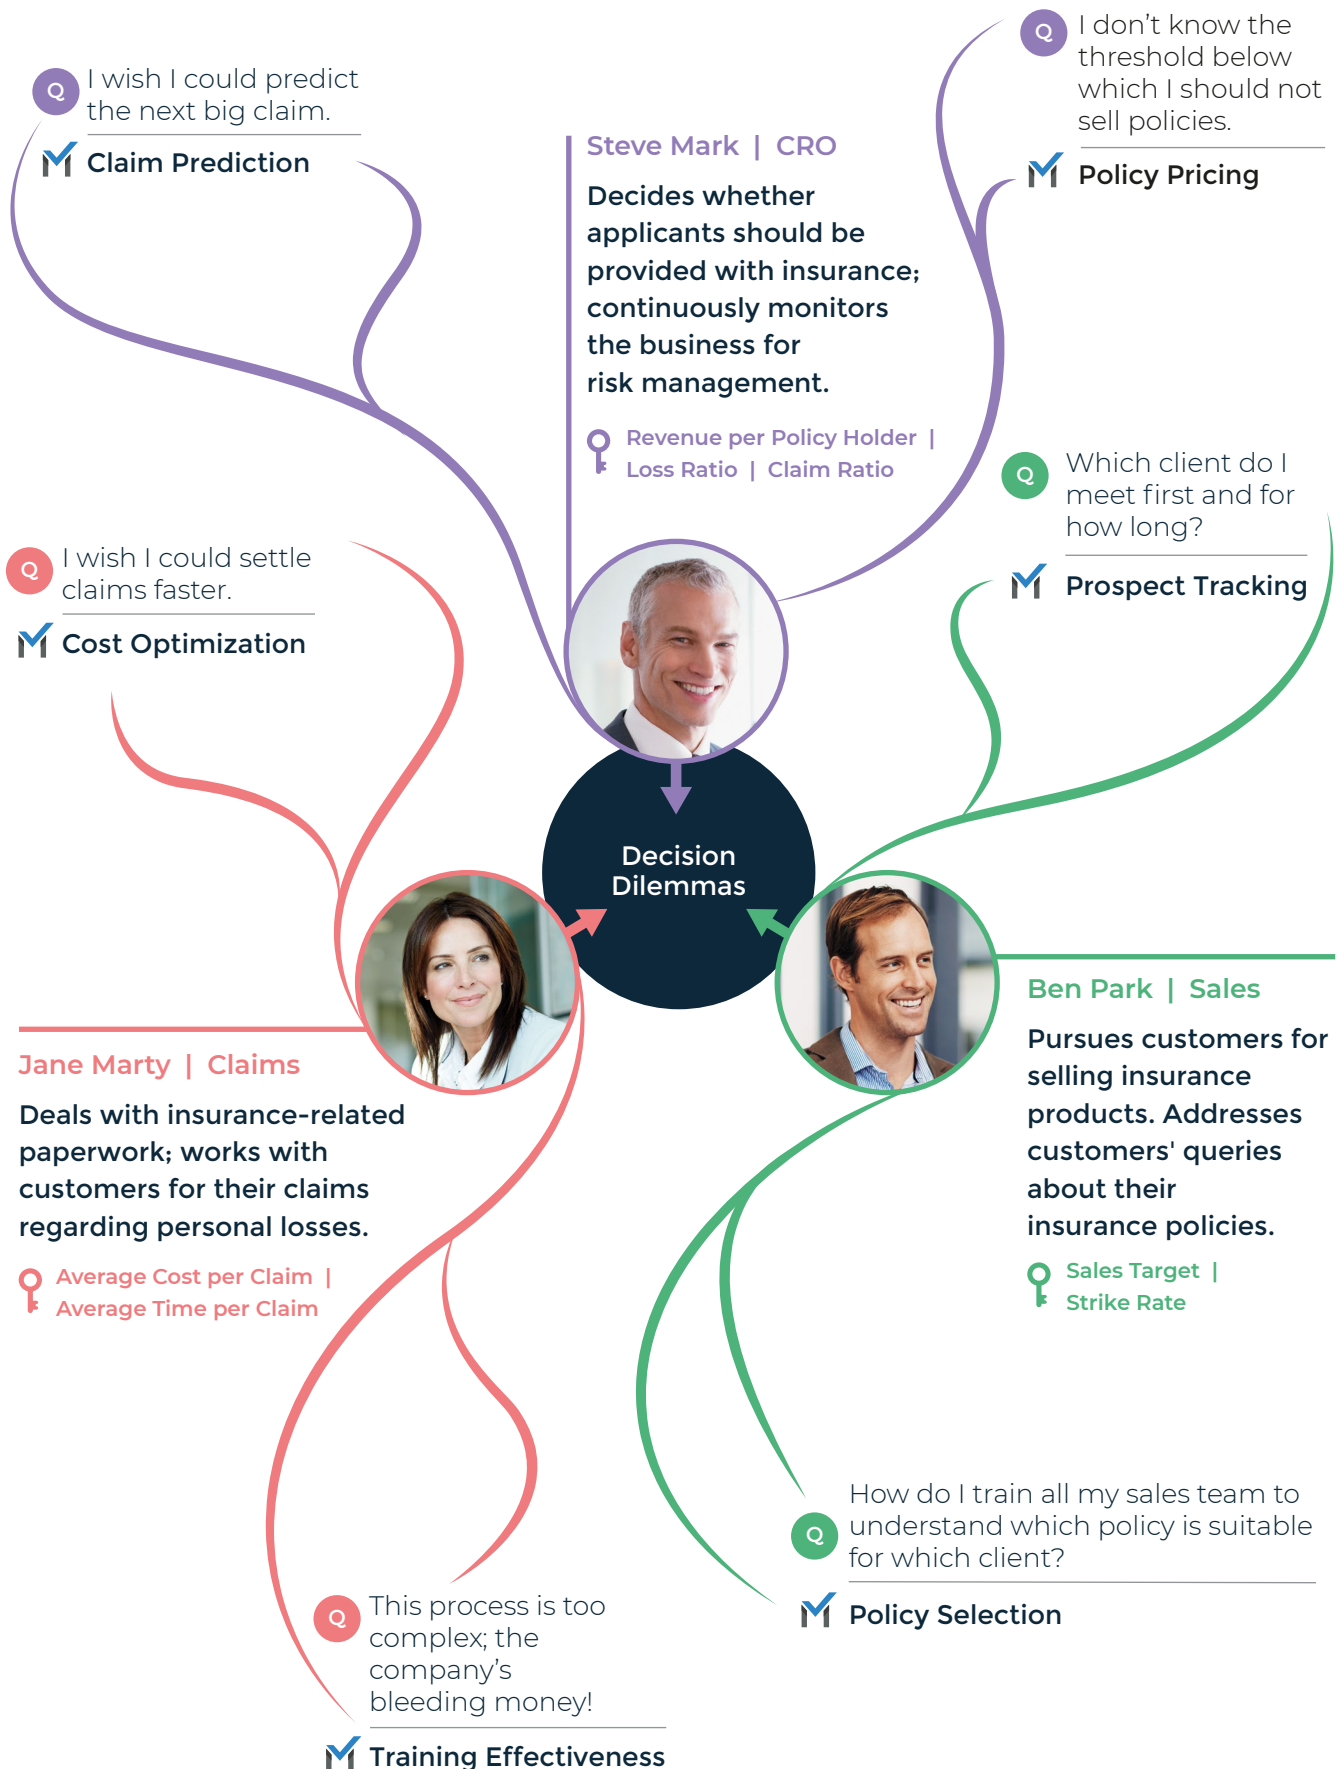 Q
I wish I could predict
the next big claim.
Claim Prediction
Q
I don’t know the
threshold below
which I should not
sell policies.
Policy Pricing
Steve Mark | CRO
Decides whether
applicants should be
provided with insurance;
continuously monitors
the business for
risk management.
Revenue per Policy Holder |
Loss Ratio | Claim Ratio
Q
Which client do I
meet first and for
how long?
Prospect Tracking
Q
I wish I could settle
claims faster.
Cost Optimization
Decision
Dilemmas
Jane Marty | Claims
Deals with insurance-related
paperwork; works with
customers for their claims
regarding personal losses.
Average Cost per Claim |
Average Time per Claim
Ben Park | Sales
Pursues customers for
selling insurance
products. Addresses
customers' queries
about their
insurance policies.
Sales Target |
Strike Rate
Q
How do I train all my sales team to
understand which policy is suitable
for which client?
Policy Selection
Q
This process is too
complex; the
company’s
bleeding money!
Training Effectiveness